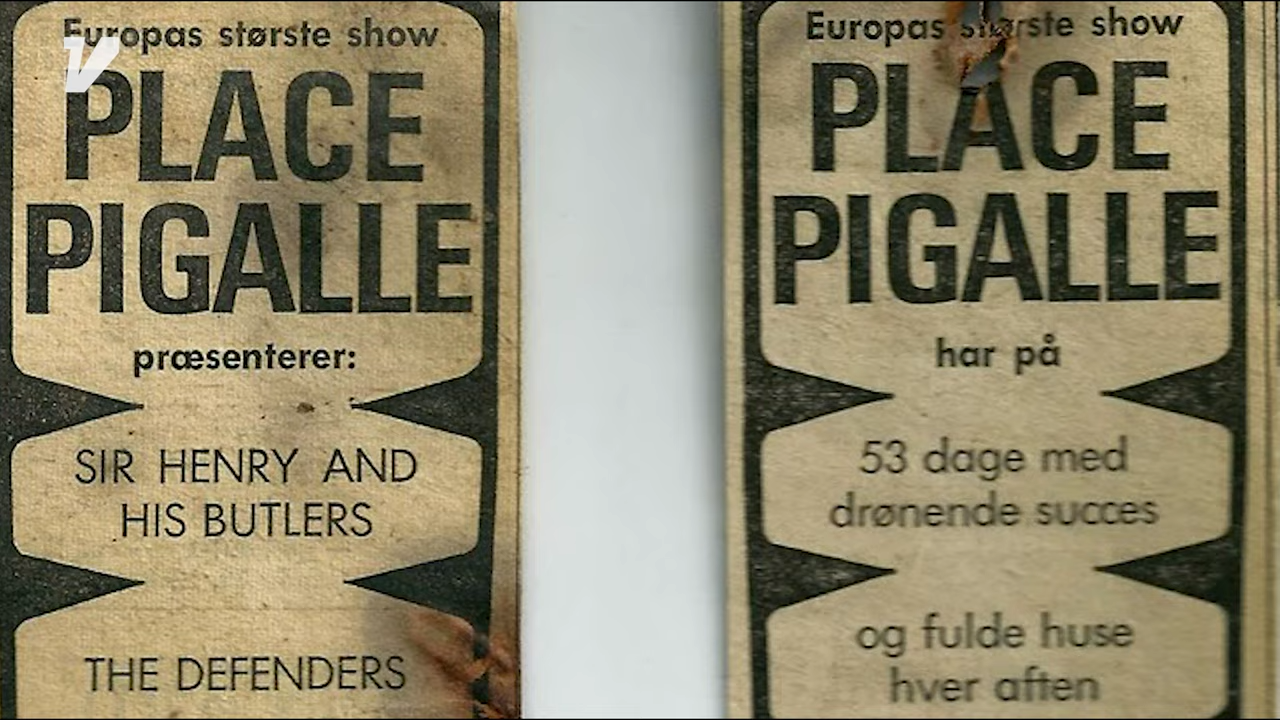 Europas største show
PLACE
PIGALLE
præsenterer:
SIR HENRY AND
HIS BUTLERS
THE DEFENDERS
Europas største show
PLACE
PIGALLE
har på
53 dage med
drønende succes
og fulde huse
hver aften